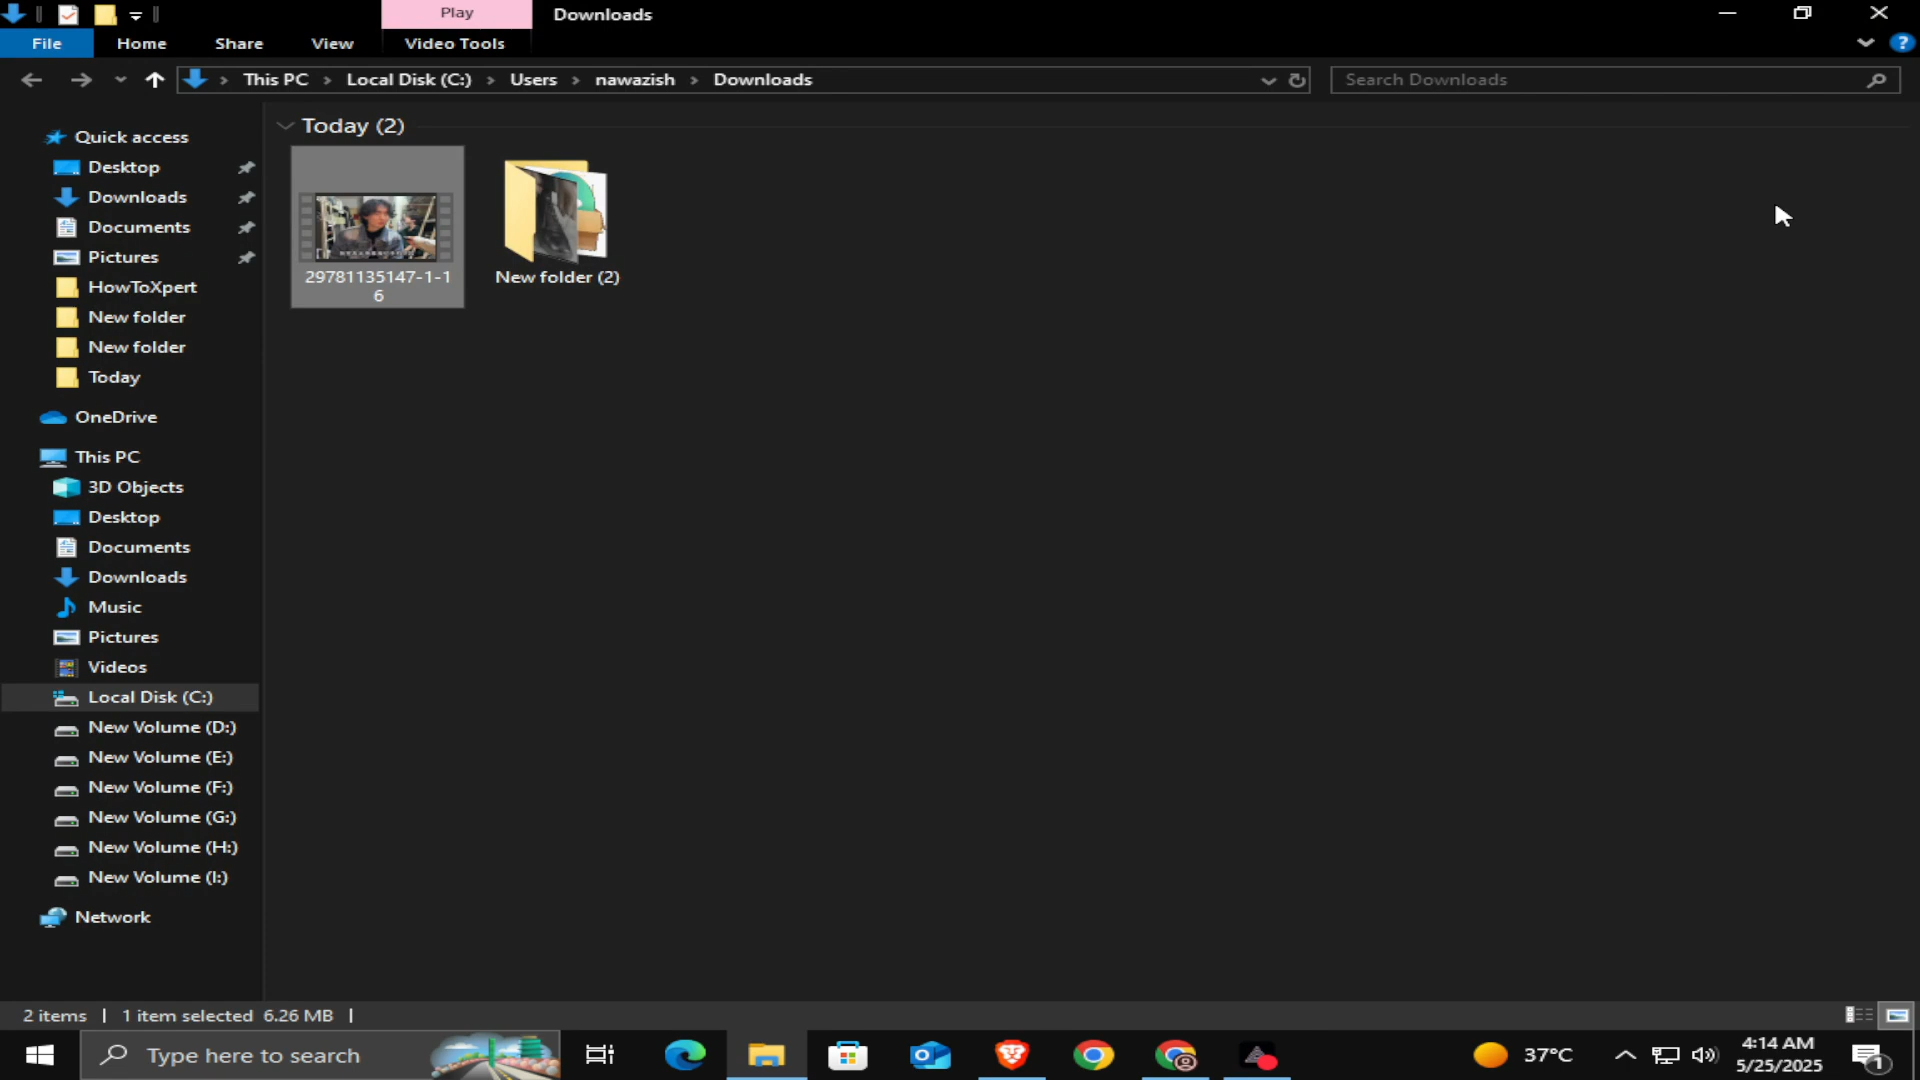 Play
Downloads
File
Home
Share
View
Video Tools
This PC
Local Disk (C:)
Users
nawazish
Downloads
Search Downloads
Today (2)
29781135147-1-1
6
New folder (2)
Quick access
Desktop
Downloads
Documents
Pictures
HowToXpert
New folder
New folder
Today
OneDrive
This PC
3D Objects
Desktop
Documents
Downloads
Music
Pictures
Videos
Local Disk (C:)
New Volume (D:)
New Volume (E:)
New Volume (F:)
New Volume (G:)
New Volume (H:)
New Volume (I:)
Network
2 items
1 item selected 6.26 MB
Type here to search
37°C
4:14 AM
5/25/2025
1